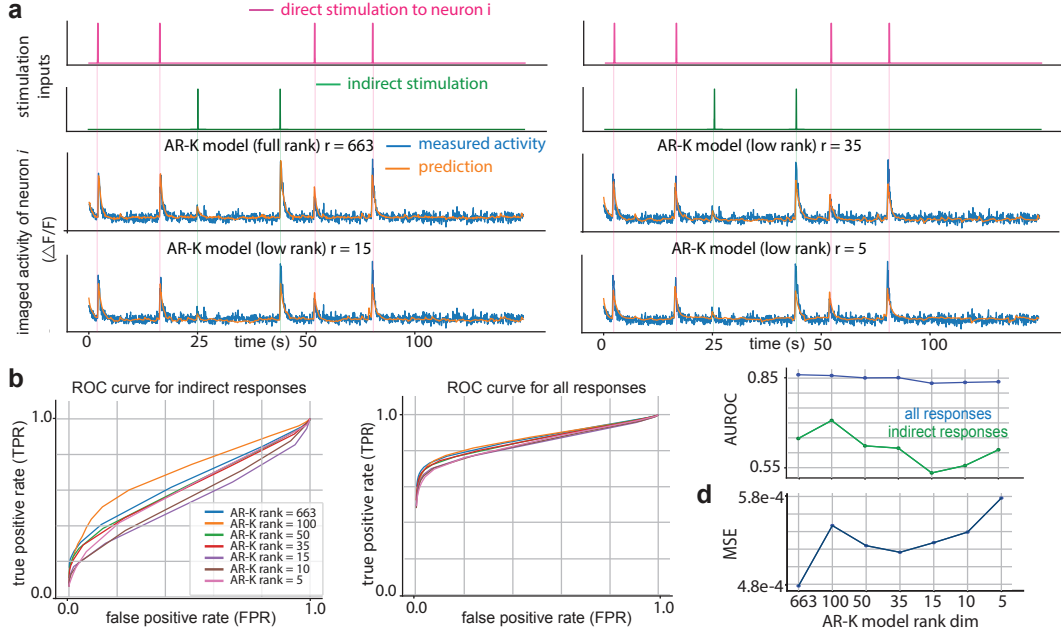 a
direct stimulation to neuron i
stimulation
inputs
indirect stimulation
AR-K model (full rank) r = 663
measured activity
prediction
AR-K model (low rank) r = 35
imaged activity of neuron i
(△F/F)
AR-K model (low rank) r = 15
AR-K model (low rank) r = 5
0
25
50
100
time (s)
0
25
50
100
time (s)
b
ROC curve for indirect responses
1.0
true positive rate (TPR)
0.0
0.0
1.0
false positive rate (FPR)
AR-K rank = 663
AR-K rank = 100
AR-K rank = 50
AR-K rank = 35
AR-K rank = 15
AR-K rank = 10
AR-K rank = 5
ROC curve for all responses
1.0
true positive rate (TPR)
0.0
0.0
1.0
false positive rate (FPR)
0.85
AUROC
0.55
all responses
indirect responses
d
5.8e-4
MSE
4.8e-4
663 100 50 35 15 10 5
AR-K model rank dim